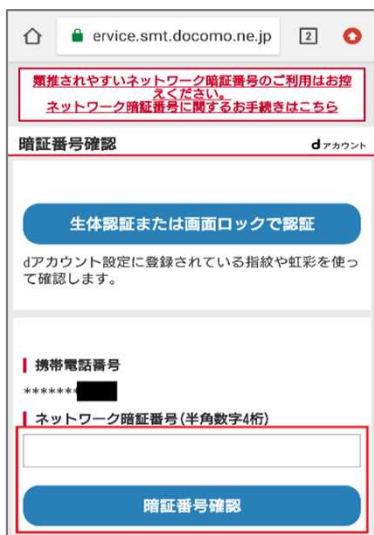 ervice.smt.docomo.ne.jp
2
類推されやすいネットワーク暗証番号のご利用はお控
えください。
ネットワーク暗証番号に関するお手続きはこちら
暗証番号確認
dアカウント
生体認証または画面ロックで認証
dアカウント設定に登録されている指紋や虹彩を使っ
て確認します。
携帯電話番号
*******
ネットワーク暗証番号(半角数字4桁)
暗証番号確認